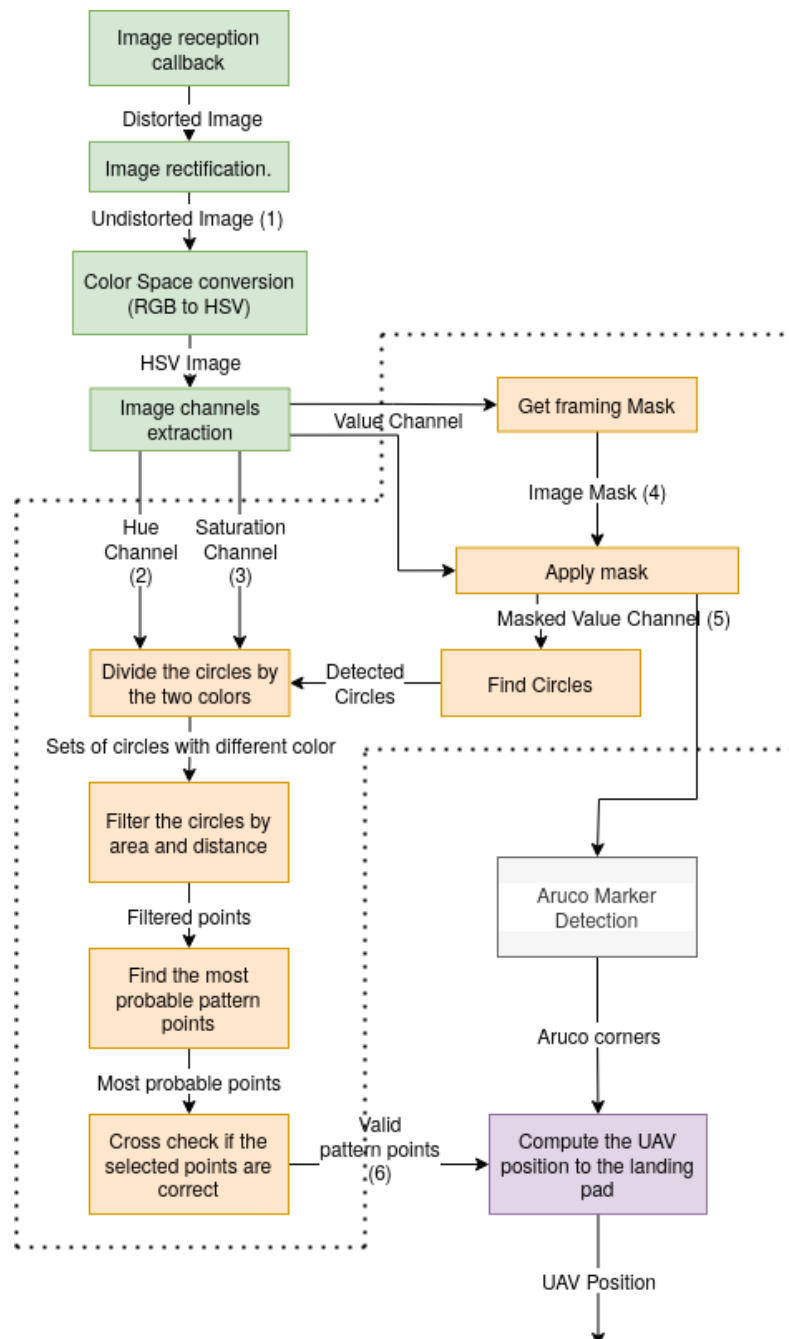 Image reception
callback
Distorted Image
Image rectification.
Undistorted Image (1)
Color Space conversion
(RGB to HSV)
HSV Image
Image channels
extraction
Value Channel
Get framing Mask
Image Mask (4)
Hue
Channel
(2)
Saturation
Channel
(3)
Apply mask
Masked Value Channel (5)
Divide the circles by
the two colors
Detected
Circles
Find Circles
Sets of circles with different color
Filter the circles by
area and distance
Aruco Marker
Detection
Filtered points
Find the most
probable pattern
points
Aruco corners
Most probable points
Cross check if the
selected points are
correct
Valid
pattern points
(6)
Compute the UAV
position to the landing
pad
UAV Position